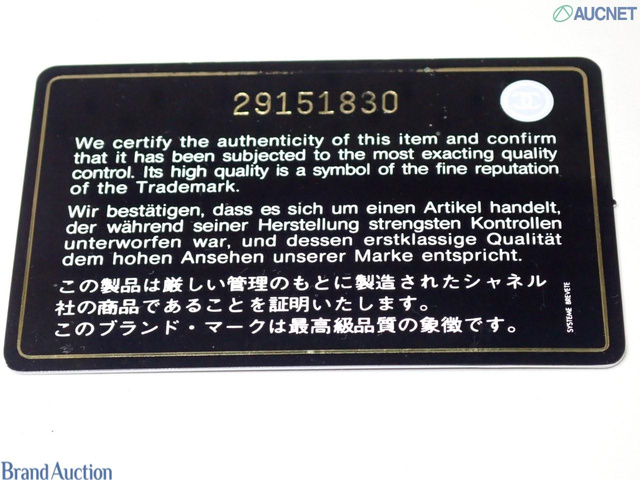 AUCNET
29151830
We certify the authenticity of this item and confirm
that it has been subjected to the most exacting quality
control. Its high quality is a symbol of the fine reputation
of the Trademark.
Wir bestätigen, dass es sich um einen Artikel handelt,
der während seiner Herstellung strengsten Kontrollen
unterworfen war, und dessen erstklassige Qualität
dem hohen Ansehen unserer Marke entspricht.
この製品は厳しい管理のもとに製造されたシャネル
社の商品であることを証明いたします。
このブランド・マークは最高級品質の象徴です。
SYSTEME BREVETE
Brand Auction